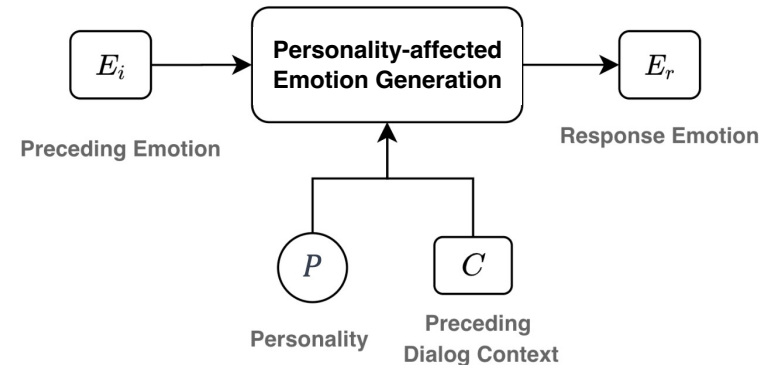 Personality-affected
Emotion Generation
E_i
E_r
Preceding Emotion
Response Emotion
P
C
Personality
Preceding
Dialog Context